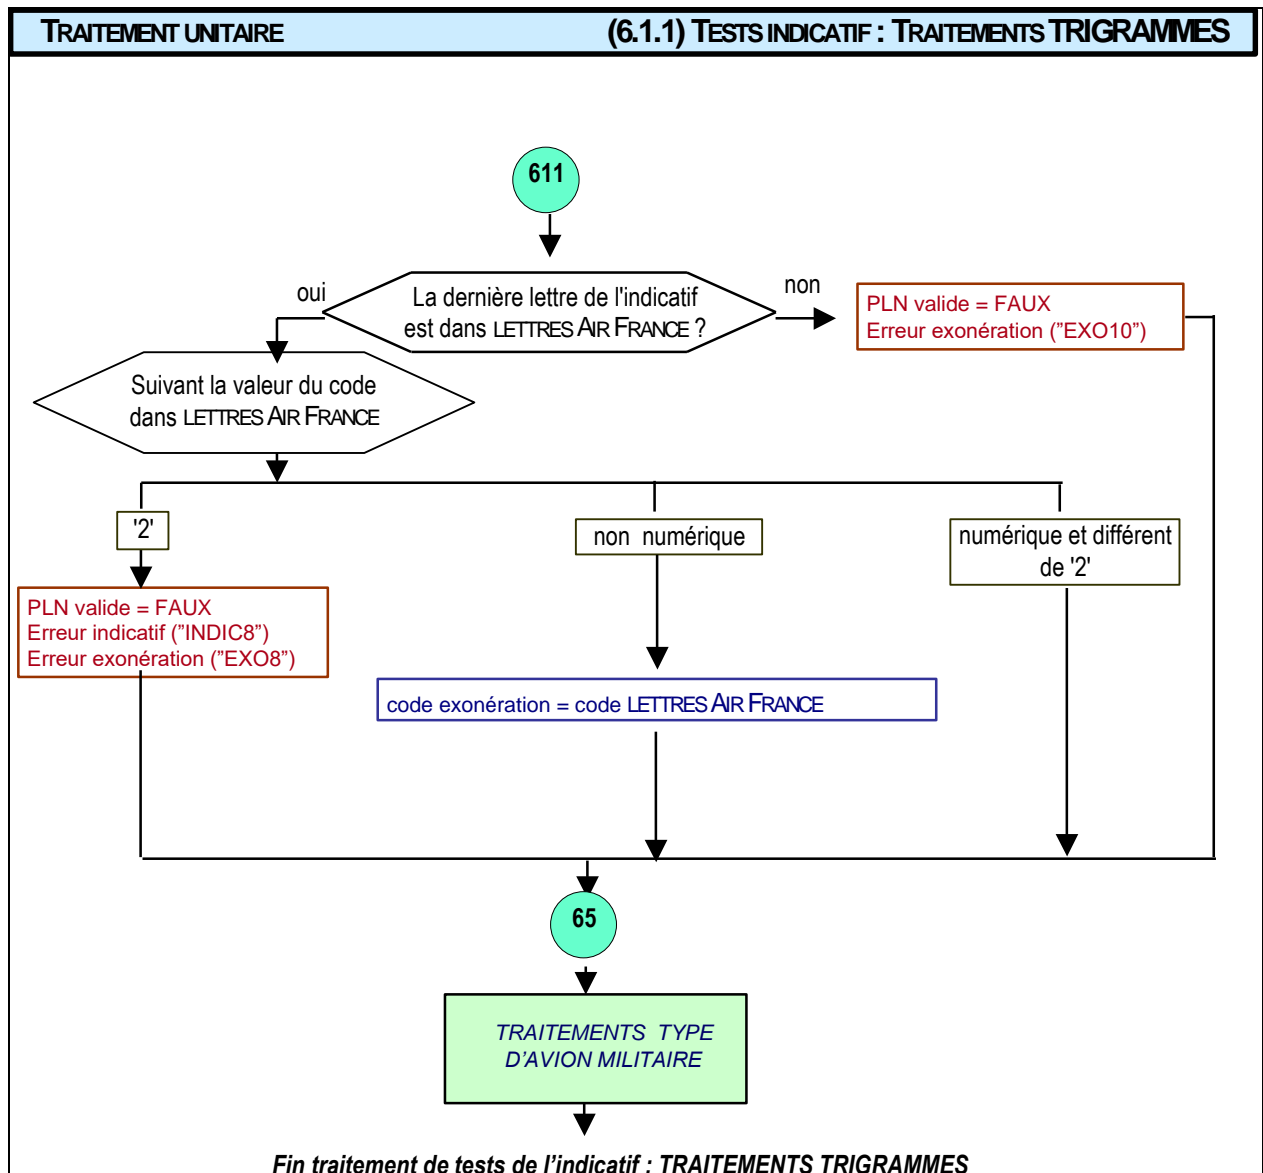 TRAITEMENT UNITAIRE (6.1.1) TESTS INDICATIF : TRAITEMENTS TRIGRAMMES
611
oui
La dernière lettre de l'indicatif
est dans LETTRES AIR FRANCE ?
non
PLN valide = FAUX
Erreur exonération ("EXO10")
Suivant la valeur du code
dans LETTRES AIR FRANCE
'2'
non numérique
numérique et différent
de '2'
PLN valide = FAUX
Erreur indicatif ("INDIC8")
Erreur exonération ("EXO8")
code exonération = code LETTRES AIR FRANCE
65
TRAITEMENTS TYPE
D'AVION MILITAIRE
Fin traitement de tests de l'indicatif : TRAITEMENTS TRIGRAMMES